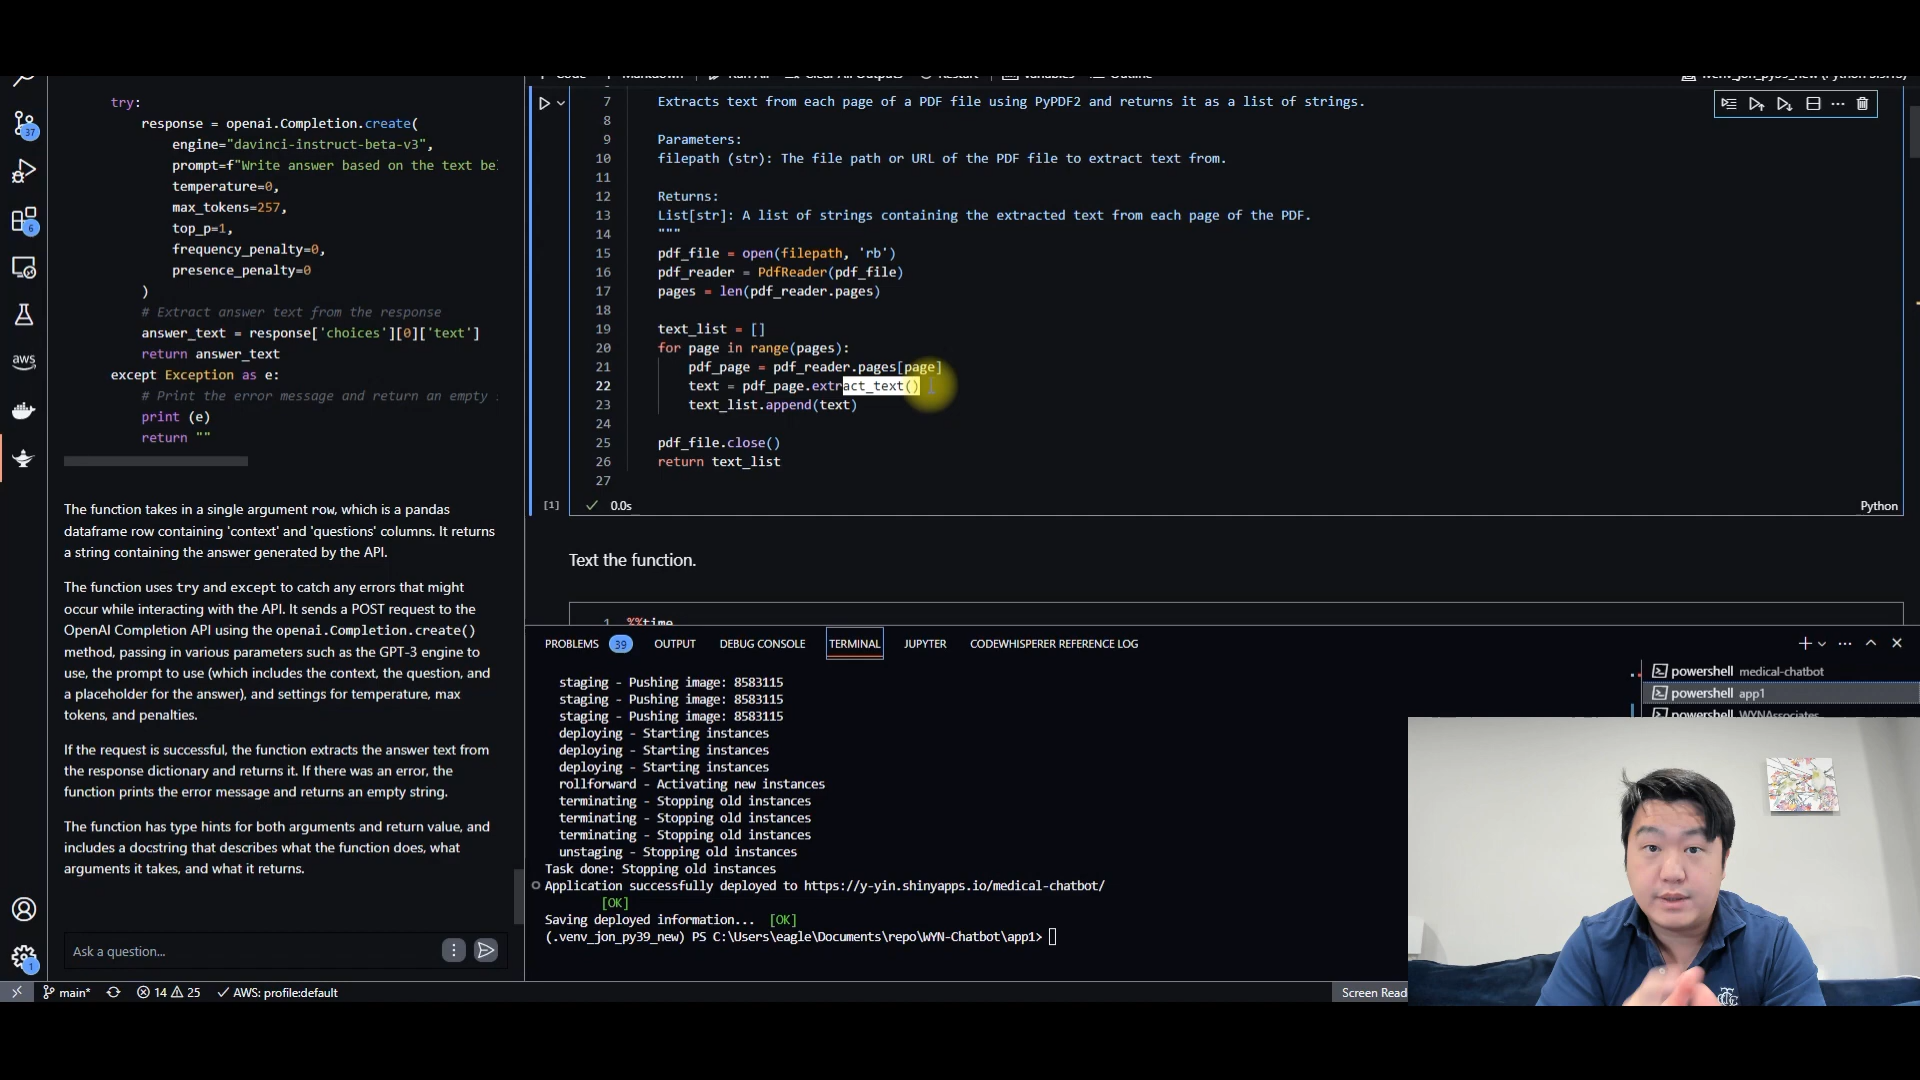 try:
response = openai.Completion.create(
engine="davinci-instruct-beta-v3",
prompt=f"Write answer based on the text be
temperature=0,
max_tokens=257,
top_p=1,
frequency_penalty=0,
presence_penalty=0
)
# Extract answer text from the response
answer_text = response['choices'][0]['text']
return answer_text
except Exception as e:
# Print the error message and return an empty
print (e)
return ""
The function takes in a single argument row, which is a pandas
dataframe row containing 'context' and 'questions' columns. It returns
a string containing the answer generated by the API.
The function uses try and except to catch any errors that might
occur while interacting with the API. It sends a POST request to the
OpenAI Completion API using the openai.Completion.create()
method, passing in various parameters such as the GPT-3 engine to
use, the prompt to use (which includes the context, the question, and
a placeholder for the answer), and settings for temperature, max
tokens, and penalties.
If the request is successful, the function extracts the answer text from
the response dictionary and returns it. If there was an error, the
function prints the error message and returns an empty string.
The function has type hints for both arguments and return value, and
includes a docstring that describes what the function does, what
arguments it takes, and what it returns.
Ask a question...
37
6
aws
1
7 Extracts text from each page of a PDF file using PyPDF2 and returns it as a list of strings.
8
9 Parameters:
10 filepath (str): The file path or URL of the PDF file to extract text from.
11
12 Returns:
13 List[str]: A list of strings containing the extracted text from each page of the PDF.
14 """
15 pdf_file = open(filepath, 'rb')
16 pdf_reader = PdfReader(pdf_file)
17 pages = len(pdf_reader.pages)
18
19 text_list = []
20 for page in range(pages):
21 pdf_page = pdf_reader.pages[page]
22 text = pdf_page.extract_text()
23 text_list.append(text)
24
25 pdf_file.close()
26 return text_list
27
[1] 0.0s Python
Text the function.
1 %%time
PROBLEMS 39 OUTPUT DEBUG CONSOLE TERMINAL JUPYTER CODEWHISPERER REFERENCE LOG
staging - Pushing image: 8583115
staging - Pushing image: 8583115
staging - Pushing image: 8583115
deploying - Starting instances
deploying - Starting instances
deploying - Starting instances
rollforward - Activating new instances
terminating - Stopping old instances
terminating - Stopping old instances
terminating - Stopping old instances
unstaging - Stopping old instances
Task done: Stopping old instances
Application successfully deployed to https://y-yin.shinyapps.io/medical-chatbot/
[OK]
Saving deployed information... [OK]
(.venv_jon_py39_new) PS C:\Users\eagle\Documents\repo\WYN-Chatbot\app1>
powershell medical-chatbot
powershell app1
powershell WYNAssociates
main* 14 25 AWS: profile:default
Screen Read